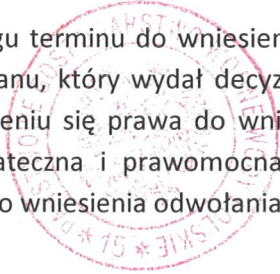 gu terminu do wniesien
anu, który wydał decyz
eniu się prawa do wni
ateczna i prawomocna
o wniesienia odwołania